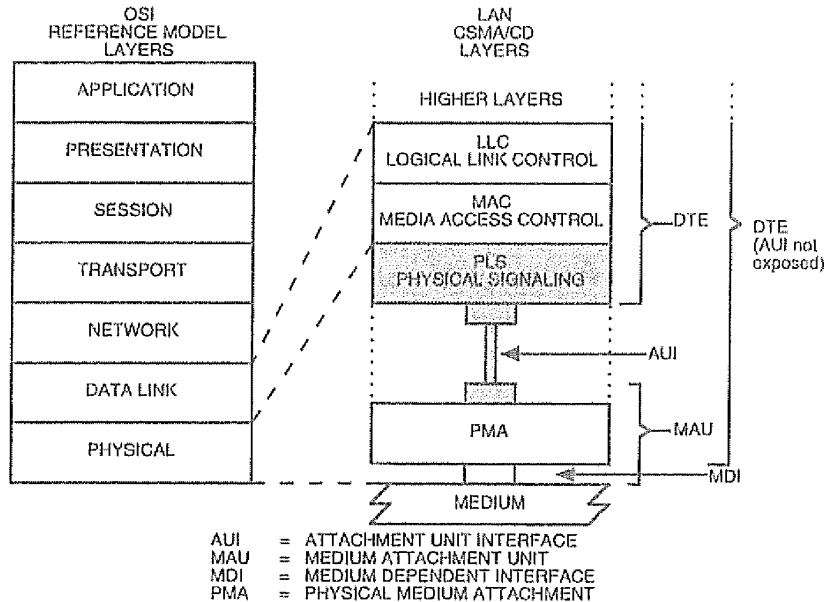 OSI
REFERENCE MODEL
LAYERS
APPLICATION
PRESENTATION
SESSION
TRANSPORT
NETWORK
DATA LINK
PHYSICAL
LAN
CSMA/CD
LAYERS
HIGHER LAYERS
LLC
LOGICAL LINK CONTROL
MAC
MEDIA ACCESS CONTROL
PLS
PHYSICAL SIGNALING
DTE
DTE
(AUI not
exposed)
AUI
PMA
MAU
MDI
MEDIUM
AUI = ATTACHMENT UNIT INTERFACE
MAU = MEDIUM ATTACHMENT UNIT
MDI = MEDIUM DEPENDENT INTERFACE
PMA = PHYSICAL MEDIUM ATTACHMENT